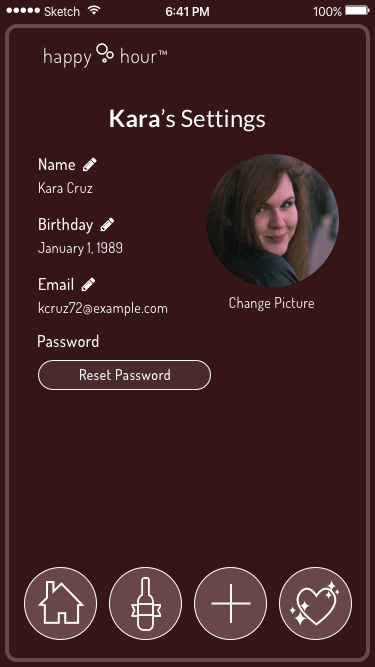 Sketch 6:41 PM 100%
happy hour™
Kara's Settings
Name
Kara Cruz
Birthday
January 1, 1989
Email
kcruz72@example.com
Change Picture
Password
Reset Password